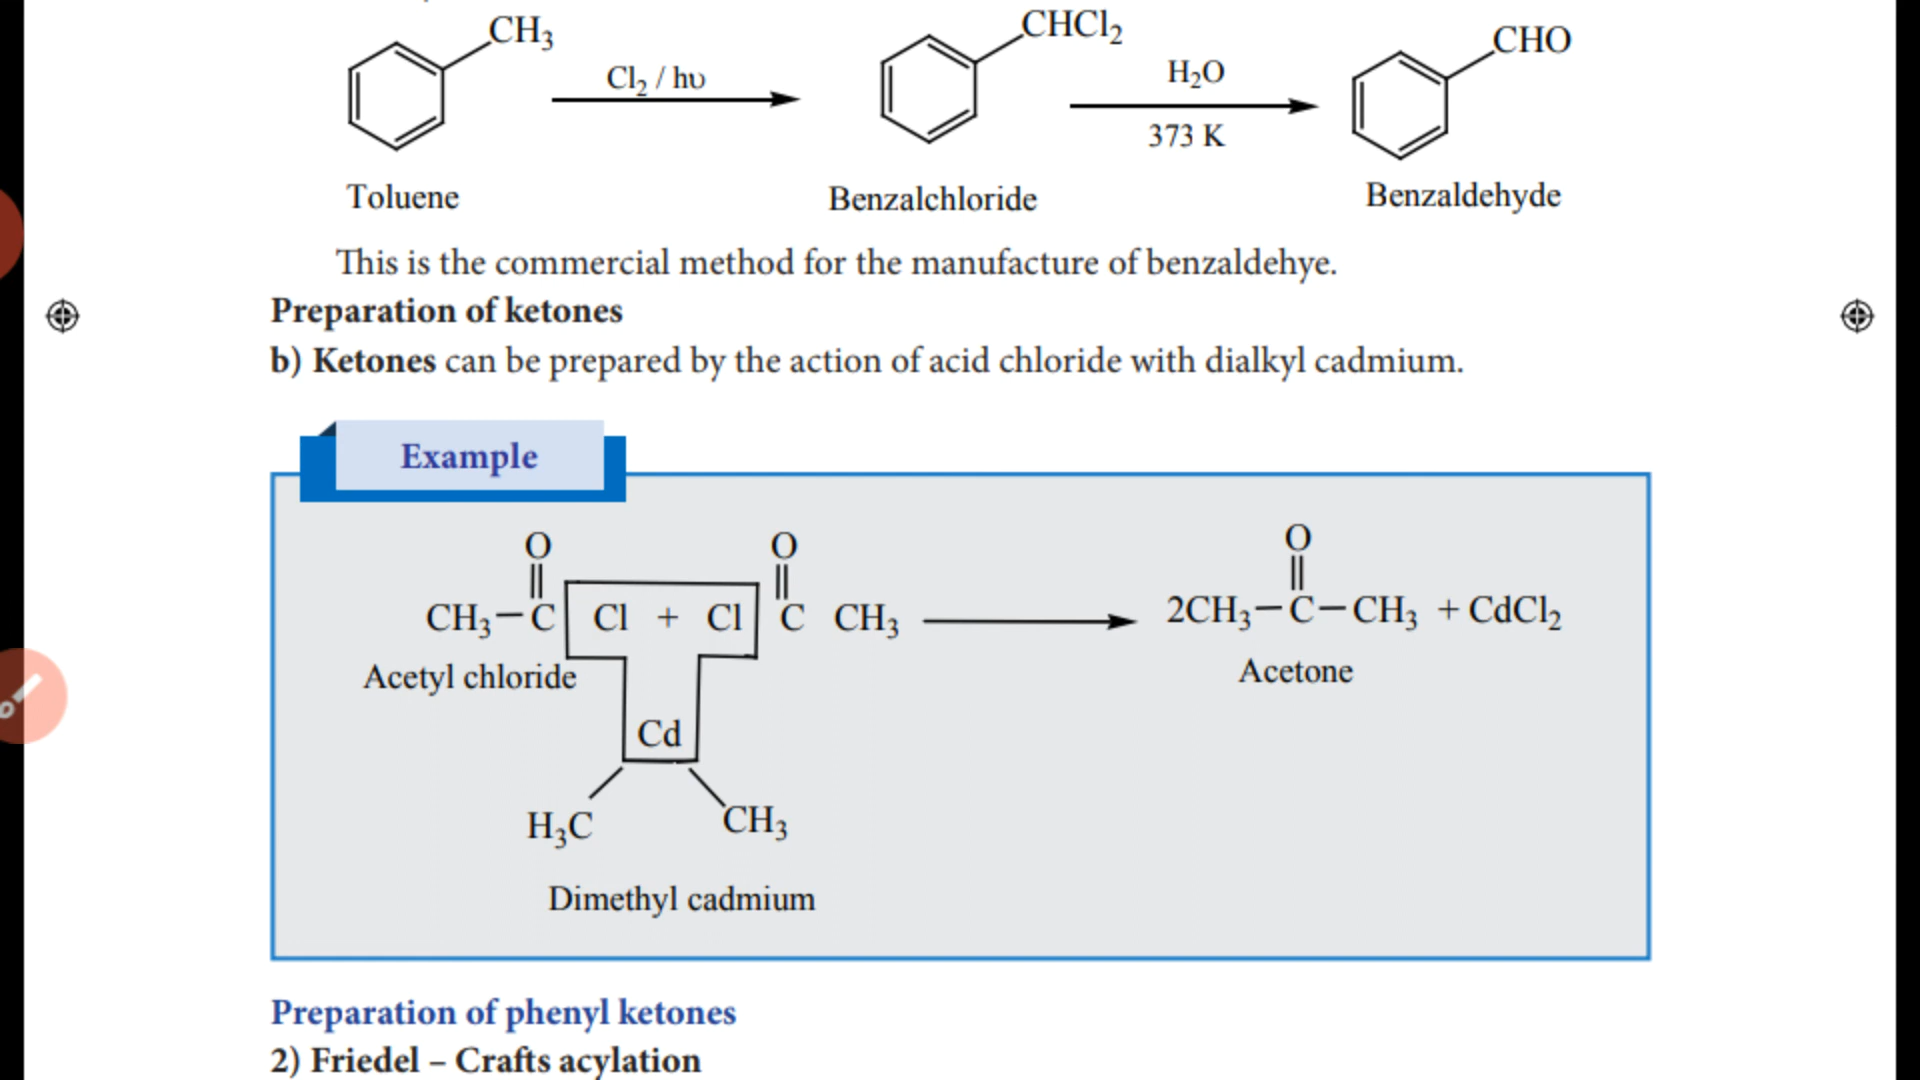 CH₃ CHCl₂ CHO
Cl₂ / hυ H₂O
373 K
Toluene Benzalchloride Benzaldehyde
This is the commercial method for the manufacture of benzaldehye.
Preparation of ketones
b) Ketones can be prepared by the action of acid chloride with dialkyl cadmium.
Example
O O O
CH₃–C Cl + Cl C CH₃ 2CH₃–C–CH₃ + CdCl₂
Acetyl chloride Acetone
Cd
H₃C CH₃
Dimethyl cadmium
Preparation of phenyl ketones
2) Friedel – Crafts acylation